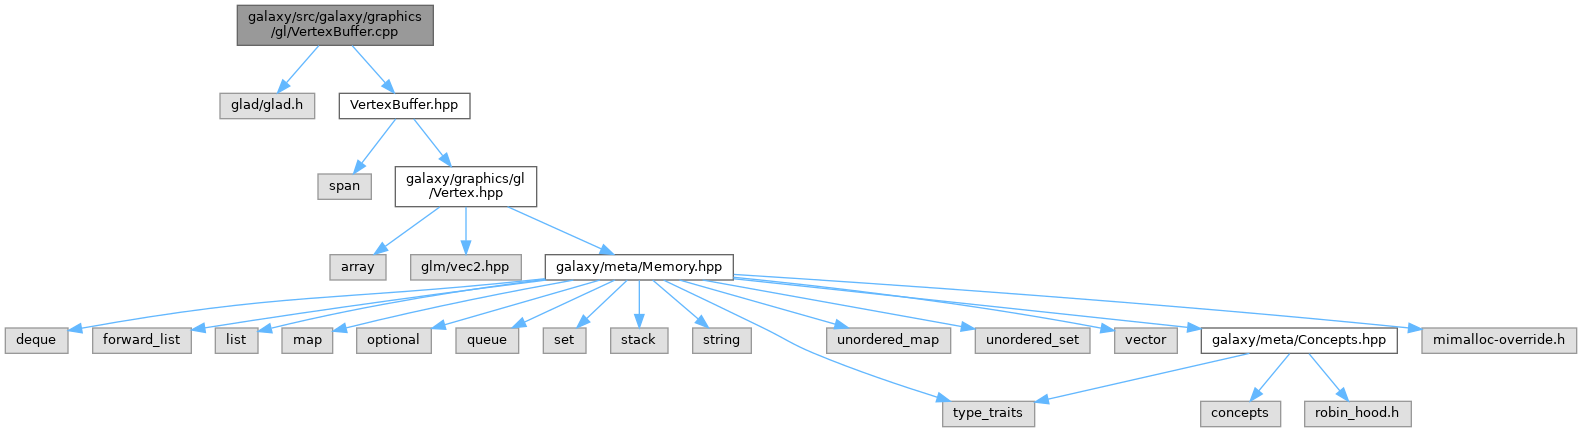 galaxy/src/galaxy/graphics
/gl/VertexBuffer.cpp
glad/glad.h
VertexBuffer.hpp
span
galaxy/graphics/gl
/Vertex.hpp
array
glm/vec2.hpp
galaxy/meta/Memory.hpp
deque
forward_list
list
map
optional
queue
set
stack
string
unordered_map
unordered_set
vector
galaxy/meta/Concepts.hpp
mimalloc-override.h
type_traits
concepts
robin_hood.h